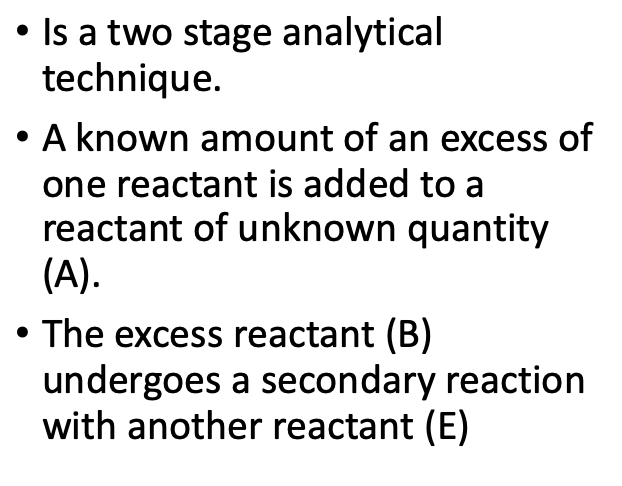 • Is a two stage analytical
technique.
• A known amount of an excess of
one reactant is added to a
reactant of unknown quantity
(A).
• The excess reactant (B)
undergoes a secondary reaction
with another reactant (E)